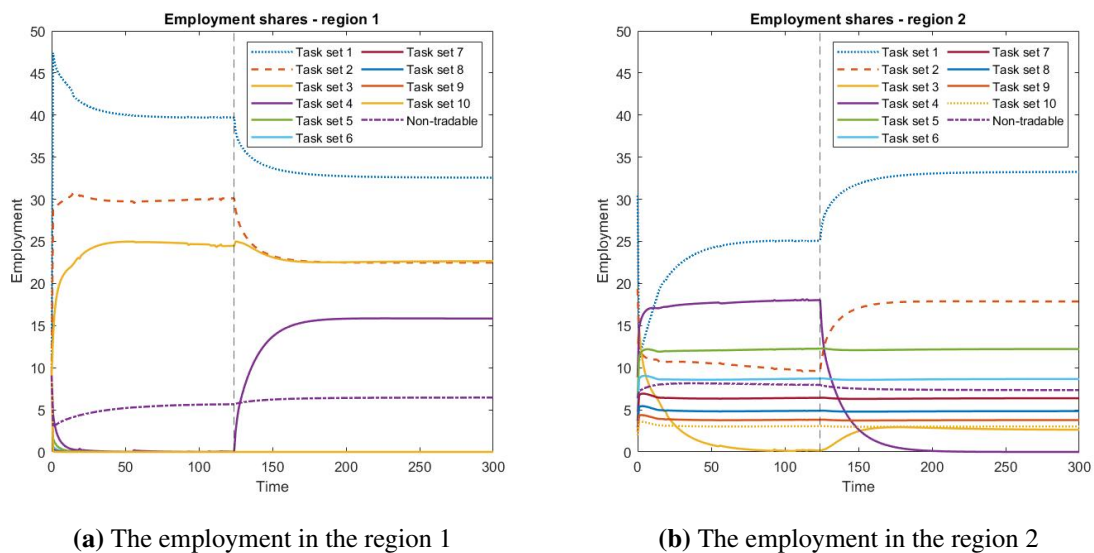 Employment shares - region 1
50
45
40
35
30
25
20
15
10
5
0
Employment
0
50
100
150
200
250
300
Time
Task set 1
Task set 2
Task set 3
Task set 4
Task set 5
Task set 6
Task set 7
Task set 8
Task set 9
Task set 10
Non-tradable
(a) The employment in the region 1
Employment shares - region 2
50
45
40
35
30
25
20
15
10
5
0
Employment
0
50
100
150
200
250
300
Time
Task set 1
Task set 2
Task set 3
Task set 4
Task set 5
Task set 6
Task set 7
Task set 8
Task set 9
Task set 10
Non-tradable
(b) The employment in the region 2